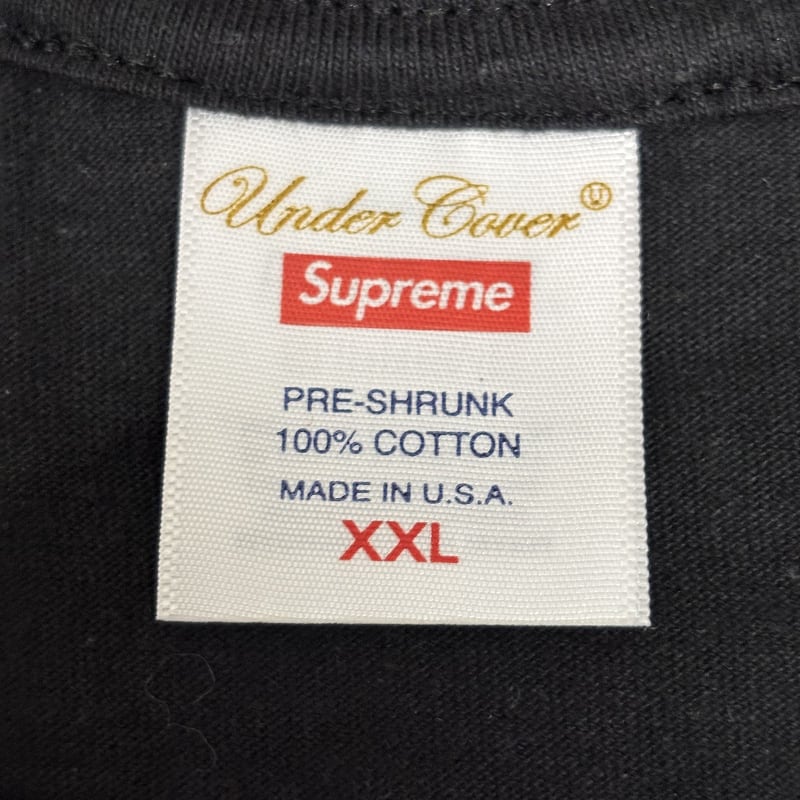 Under Cover Ⓤ
Supreme
PRE-SHRUNK
100% COTTON
MADE IN U.S.A.
XXL